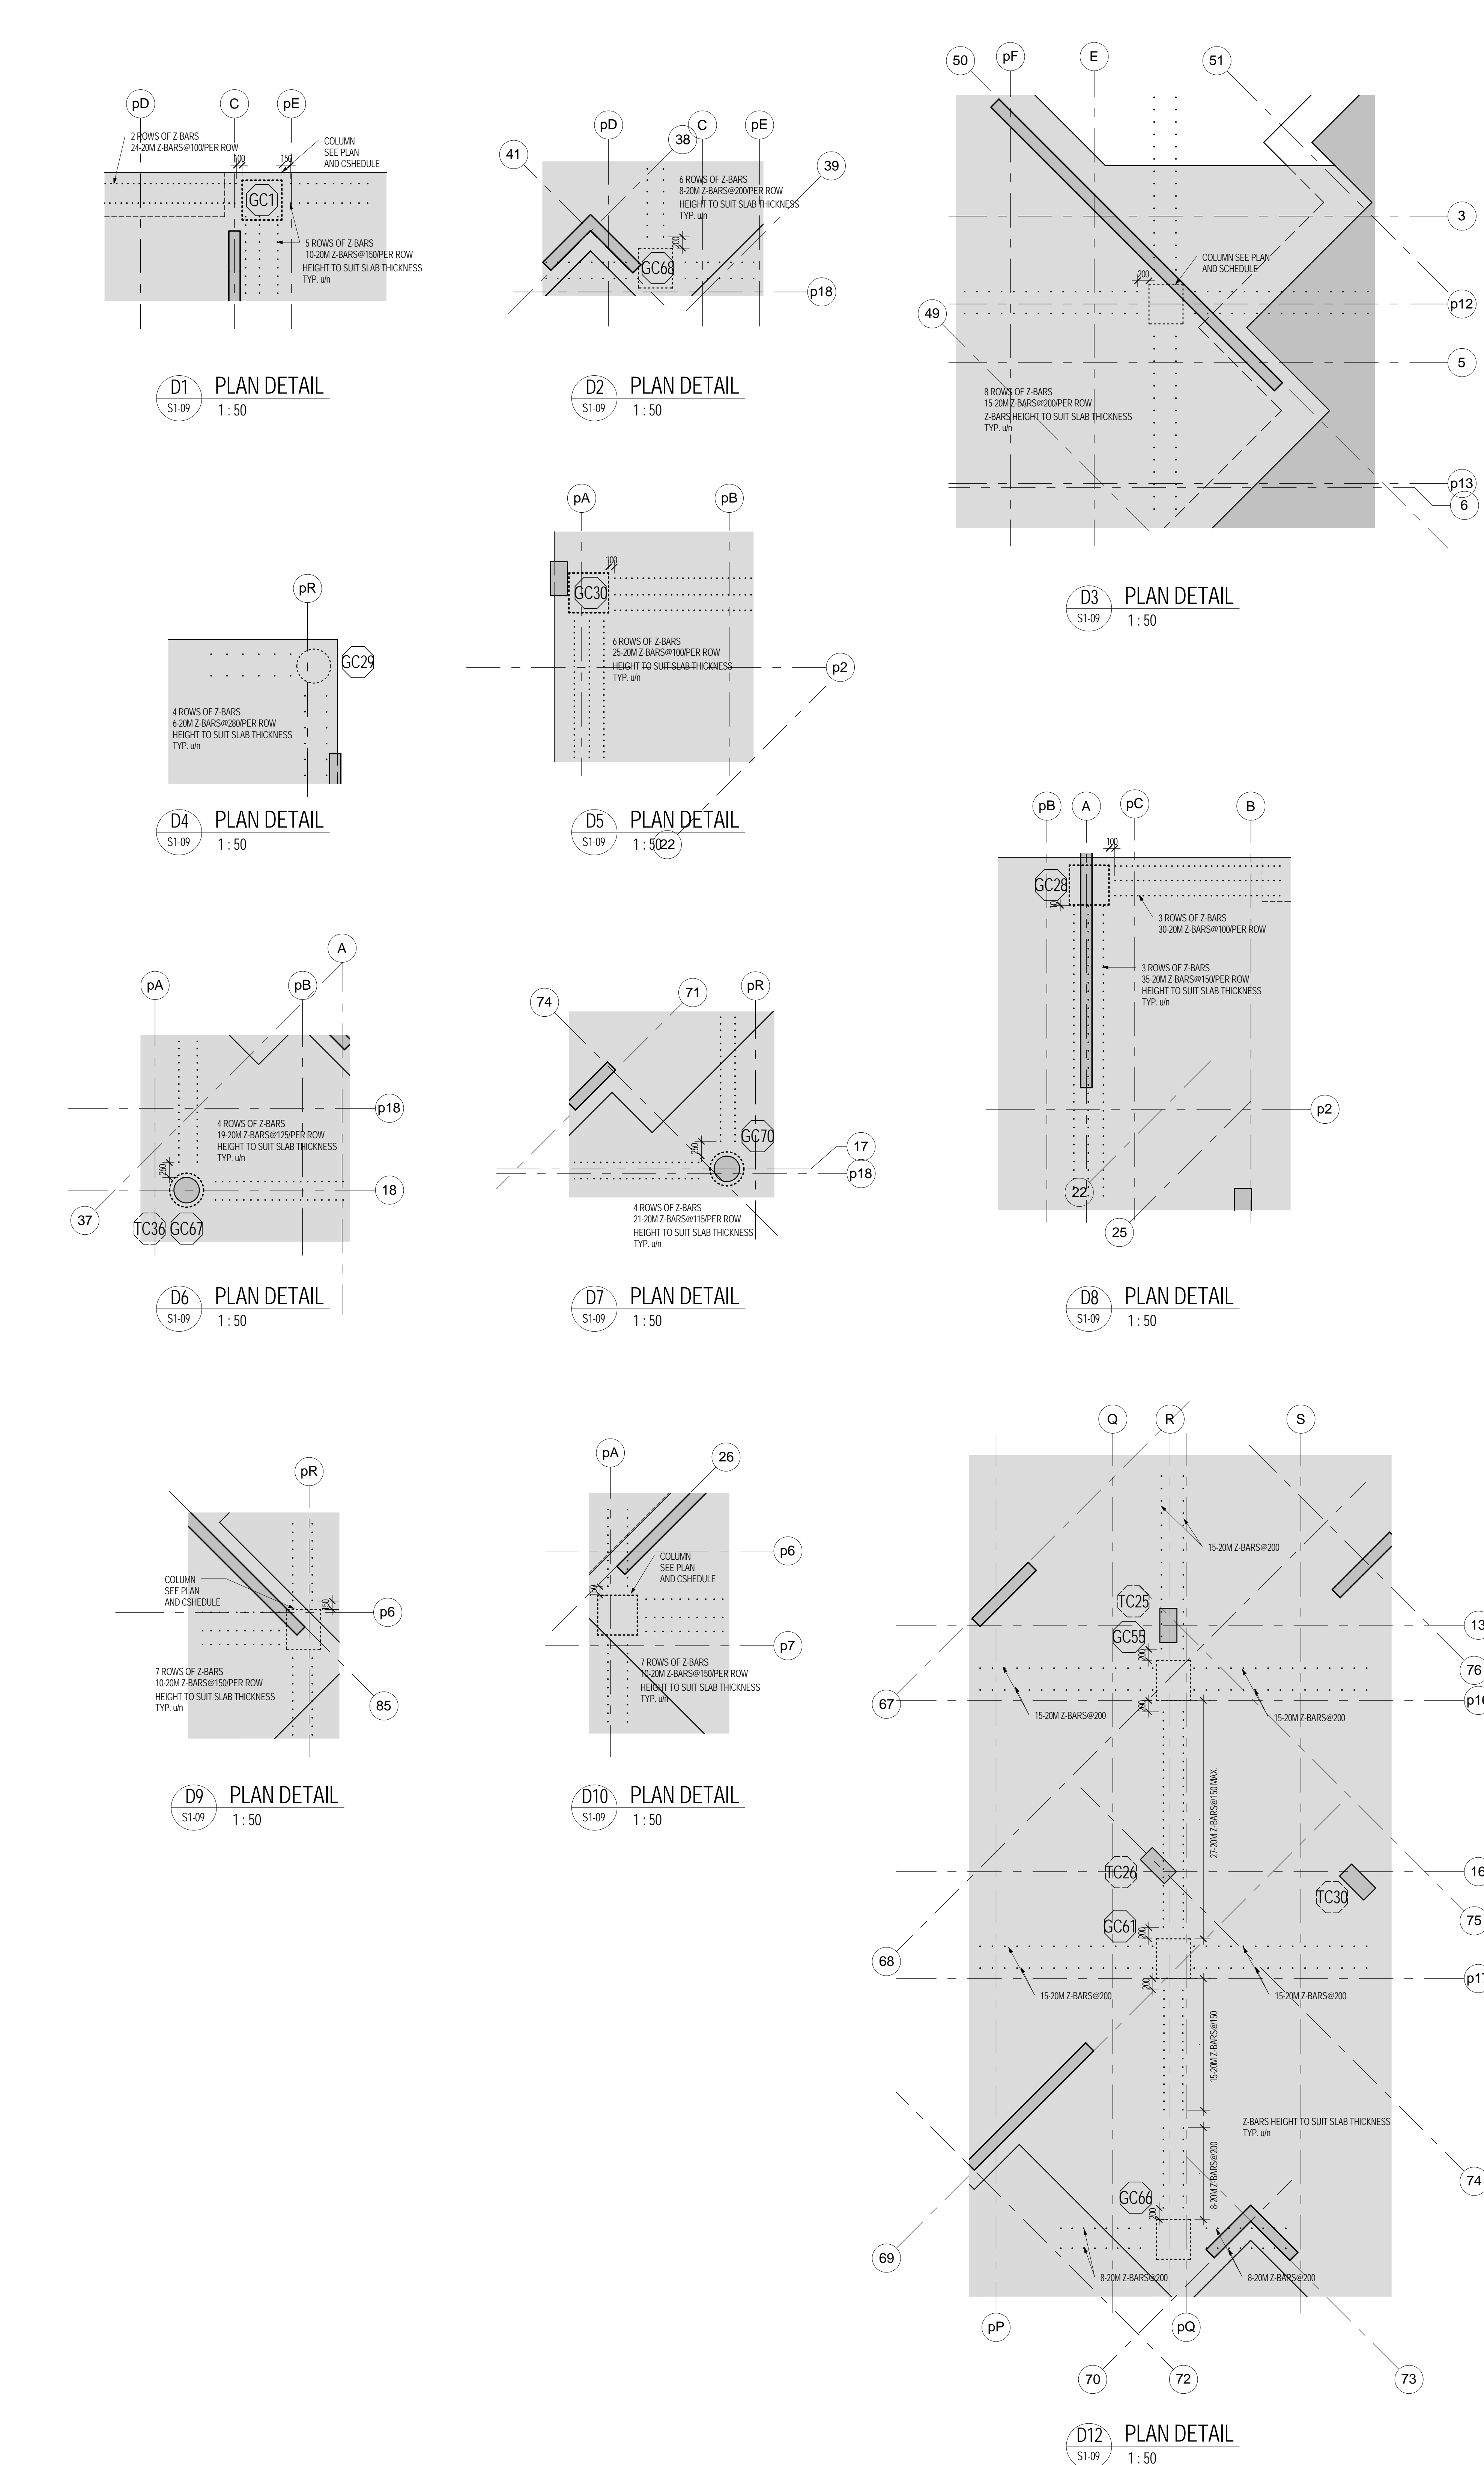 pD
C
pE
2 ROWS OF Z-BARS
24-20M Z-BARS@100/PER ROW
100
150
COLUMN
SEE PLAN
AND CSHEDULE
GC1
5 ROWS OF Z-BARS
10-20M Z-BARS@150/PER ROW
HEIGHT TO SUIT SLAB THICKNESS
TYP. u/n
D1
S1-09
PLAN DETAIL
1 : 50
pD
C
pE
38
41
39
6 ROWS OF Z-BARS
8-20M Z-BARS@200/PER ROW
HEIGHT TO SUIT SLAB THICKNESS
TYP. u/n
200
GC68
p18
D2
S1-09
PLAN DETAIL
1 : 50
50
pF
E
51
3
COLUMN SEE PLAN
AND SCHEDULE
200
p12
49
5
8 ROWS OF Z-BARS
15-20M Z-BARS@200/PER ROW
Z-BARS HEIGHT TO SUIT SLAB THICKNESS
TYP. u/n
p13
6
D3
S1-09
PLAN DETAIL
1 : 50
pR
GC29
4 ROWS OF Z-BARS
6-20M Z-BARS@280/PER ROW
HEIGHT TO SUIT SLAB THICKNESS
TYP. u/n
D4
S1-09
PLAN DETAIL
1 : 50
pA
pB
100
GC30
6 ROWS OF Z-BARS
25-20M Z-BARS@100/PER ROW
HEIGHT TO SUIT SLAB THICKNESS
TYP. u/n
p2
D5
S1-09
PLAN DETAIL
1 : 50
22
pB
A
pC
B
100
GC28
3 ROWS OF Z-BARS
30-20M Z-BARS@100/PER ROW
3 ROWS OF Z-BARS
35-20M Z-BARS@150/PER ROW
HEIGHT TO SUIT SLAB THICKNESS
TYP. u/n
p2
22
25
D8
S1-09
PLAN DETAIL
1 : 50
A
pA
pB
p18
4 ROWS OF Z-BARS
19-20M Z-BARS@125/PER ROW
HEIGHT TO SUIT SLAB THICKNESS
TYP. u/n
260
18
37
TC36
GC67
D6
S1-09
PLAN DETAIL
1 : 50
74
71
pR
GC70
260
17
p18
4 ROWS OF Z-BARS
21-20M Z-BARS@115/PER ROW
HEIGHT TO SUIT SLAB THICKNESS
TYP. u/n
D7
S1-09
PLAN DETAIL
1 : 50
pR
COLUMN
SEE PLAN
AND CSHEDULE
150
p6
7 ROWS OF Z-BARS
10-20M Z-BARS@150/PER ROW
HEIGHT TO SUIT SLAB THICKNESS
TYP. u/n
85
D9
S1-09
PLAN DETAIL
1 : 50
pA
26
p6
COLUMN
SEE PLAN
AND CSHEDULE
150
p7
7 ROWS OF Z-BARS
10-20M Z-BARS@150/PER ROW
HEIGHT TO SUIT SLAB THICKNESS
TYP. u/n
D10
S1-09
PLAN DETAIL
1 : 50
Q
R
S
15-20M Z-BARS@200
TC25
GC55
13
200
76
67
p16
200
15-20M Z-BARS@200
15-20M Z-BARS@200
27-20M Z-BARS@150 MAX.
TC26
16
TC30
GC61
75
200
68
p17
200
15-20M Z-BARS@200
15-20M Z-BARS@200
15-20M Z-BARS@150
Z-BARS HEIGHT TO SUIT SLAB THICKNESS
TYP. u/n
8-20M Z-BARS@200
74
GC66
200
69
8-20M Z-BARS@200
8-20M Z-BARS@200
pP
pQ
70
72
73
D12
S1-09
PLAN DETAIL
1 : 50